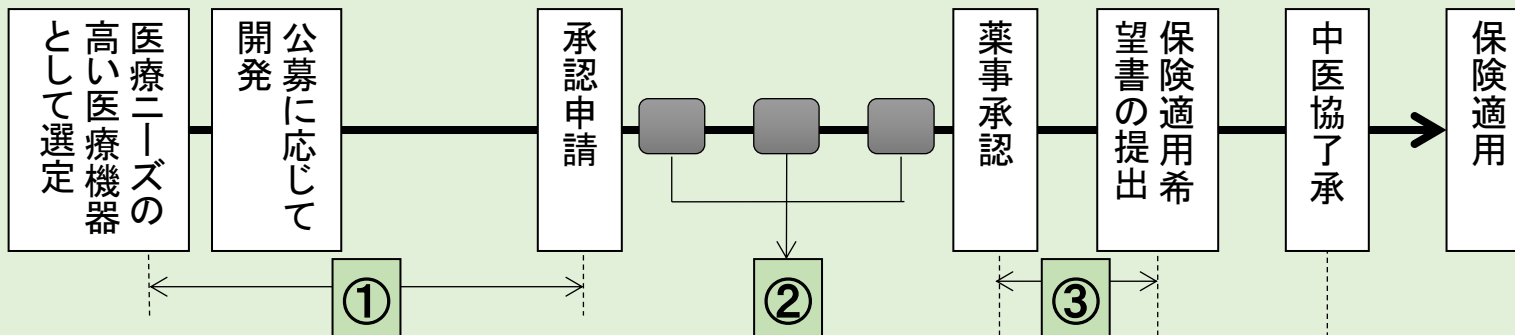 医療ニーズの
高い医療機器
として選定
公募に応じて
開発
承認申請
薬事承認
保険適用希
望書の提出
中医協了承
保険適用
①
②
③